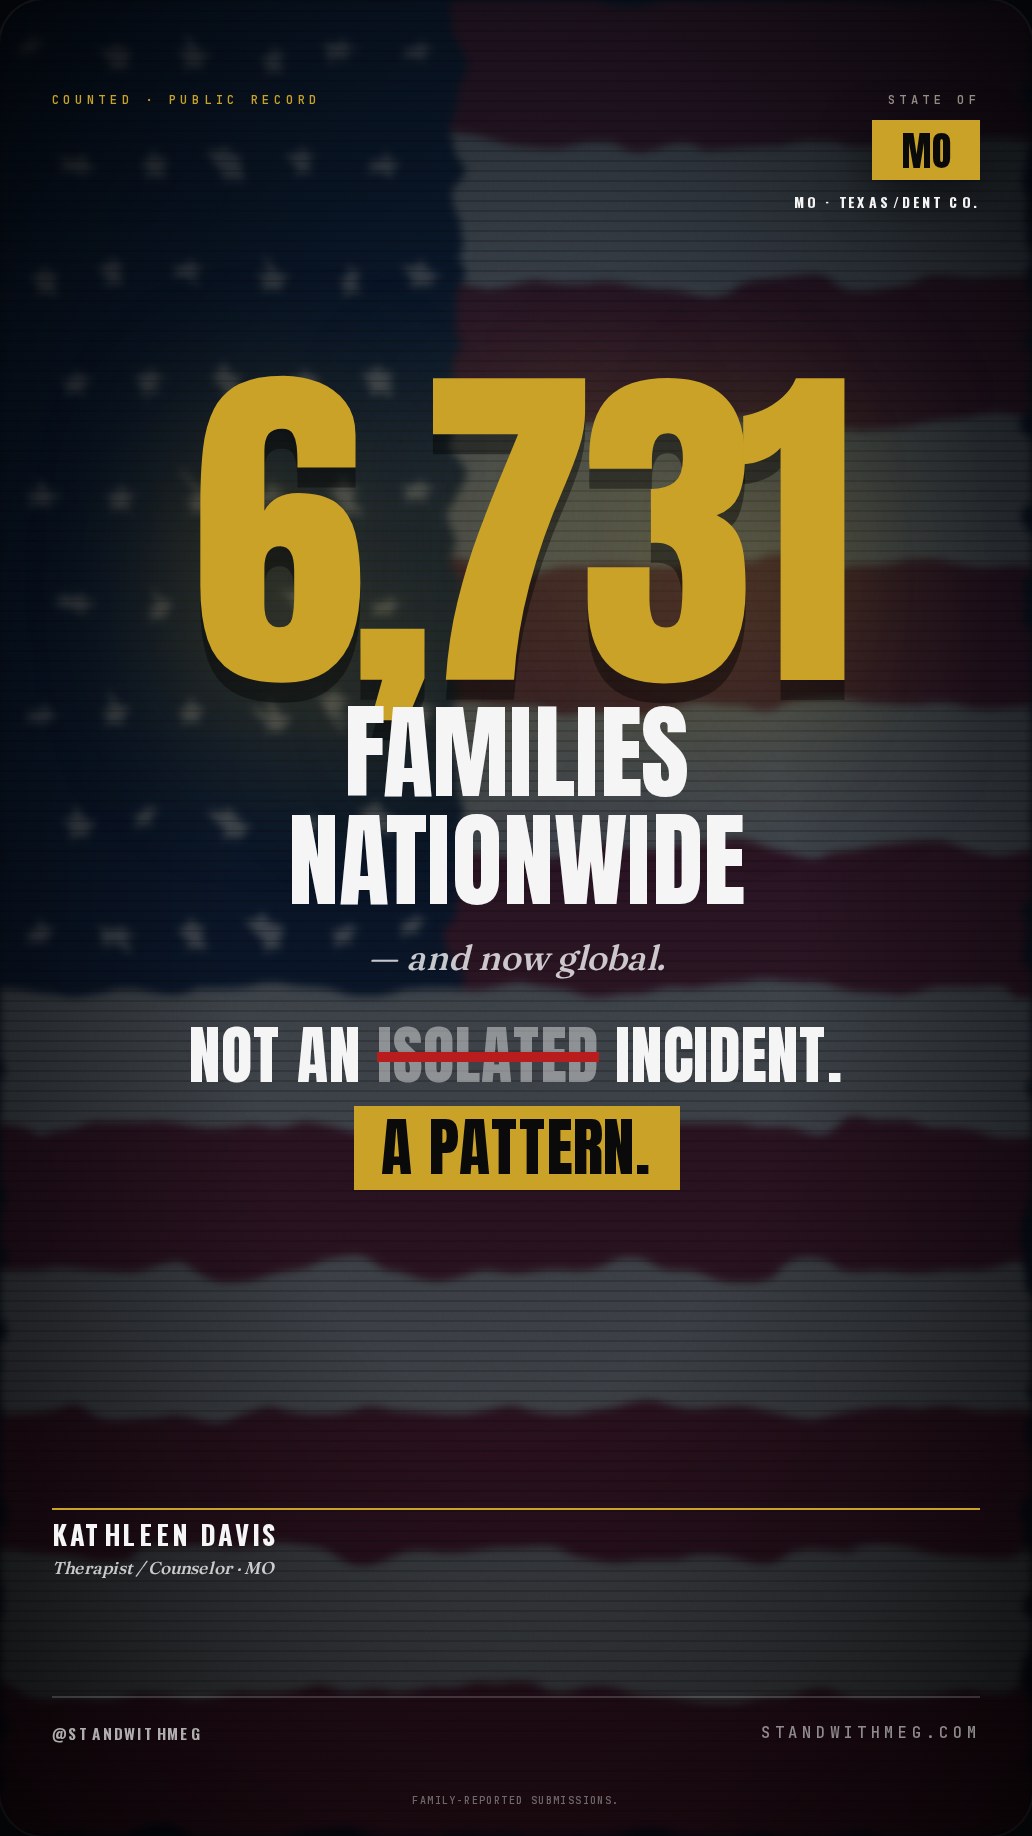 COUNTED · PUBLIC RECORD
STATE OF
MO
MO · TEXAS/DENT CO.
6,731
FAMILIES
NATIONWIDE
— and now global.
NOT AN ISOLATED INCIDENT.
A PATTERN.
KATHLEEN DAVIS
Therapist / Counselor · MO
@STANDWITHMEG
STANDWITHMEG.COM
FAMILY-REPORTED SUBMISSIONS.